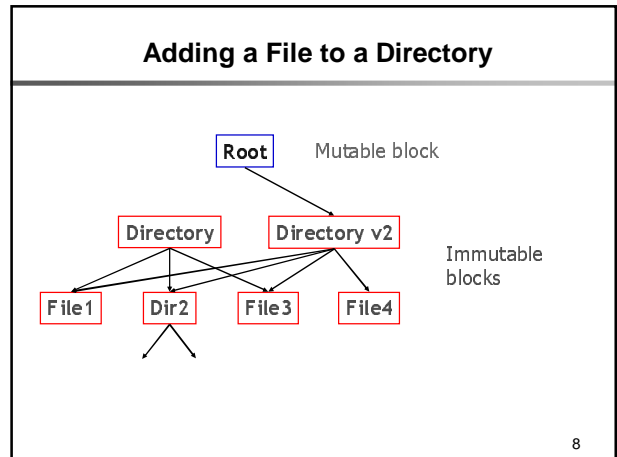 Adding a File to a Directory
Root
Mutable block
Directory
Directory v2
Immutable
blocks
File1
Dir2
File3
File4
8